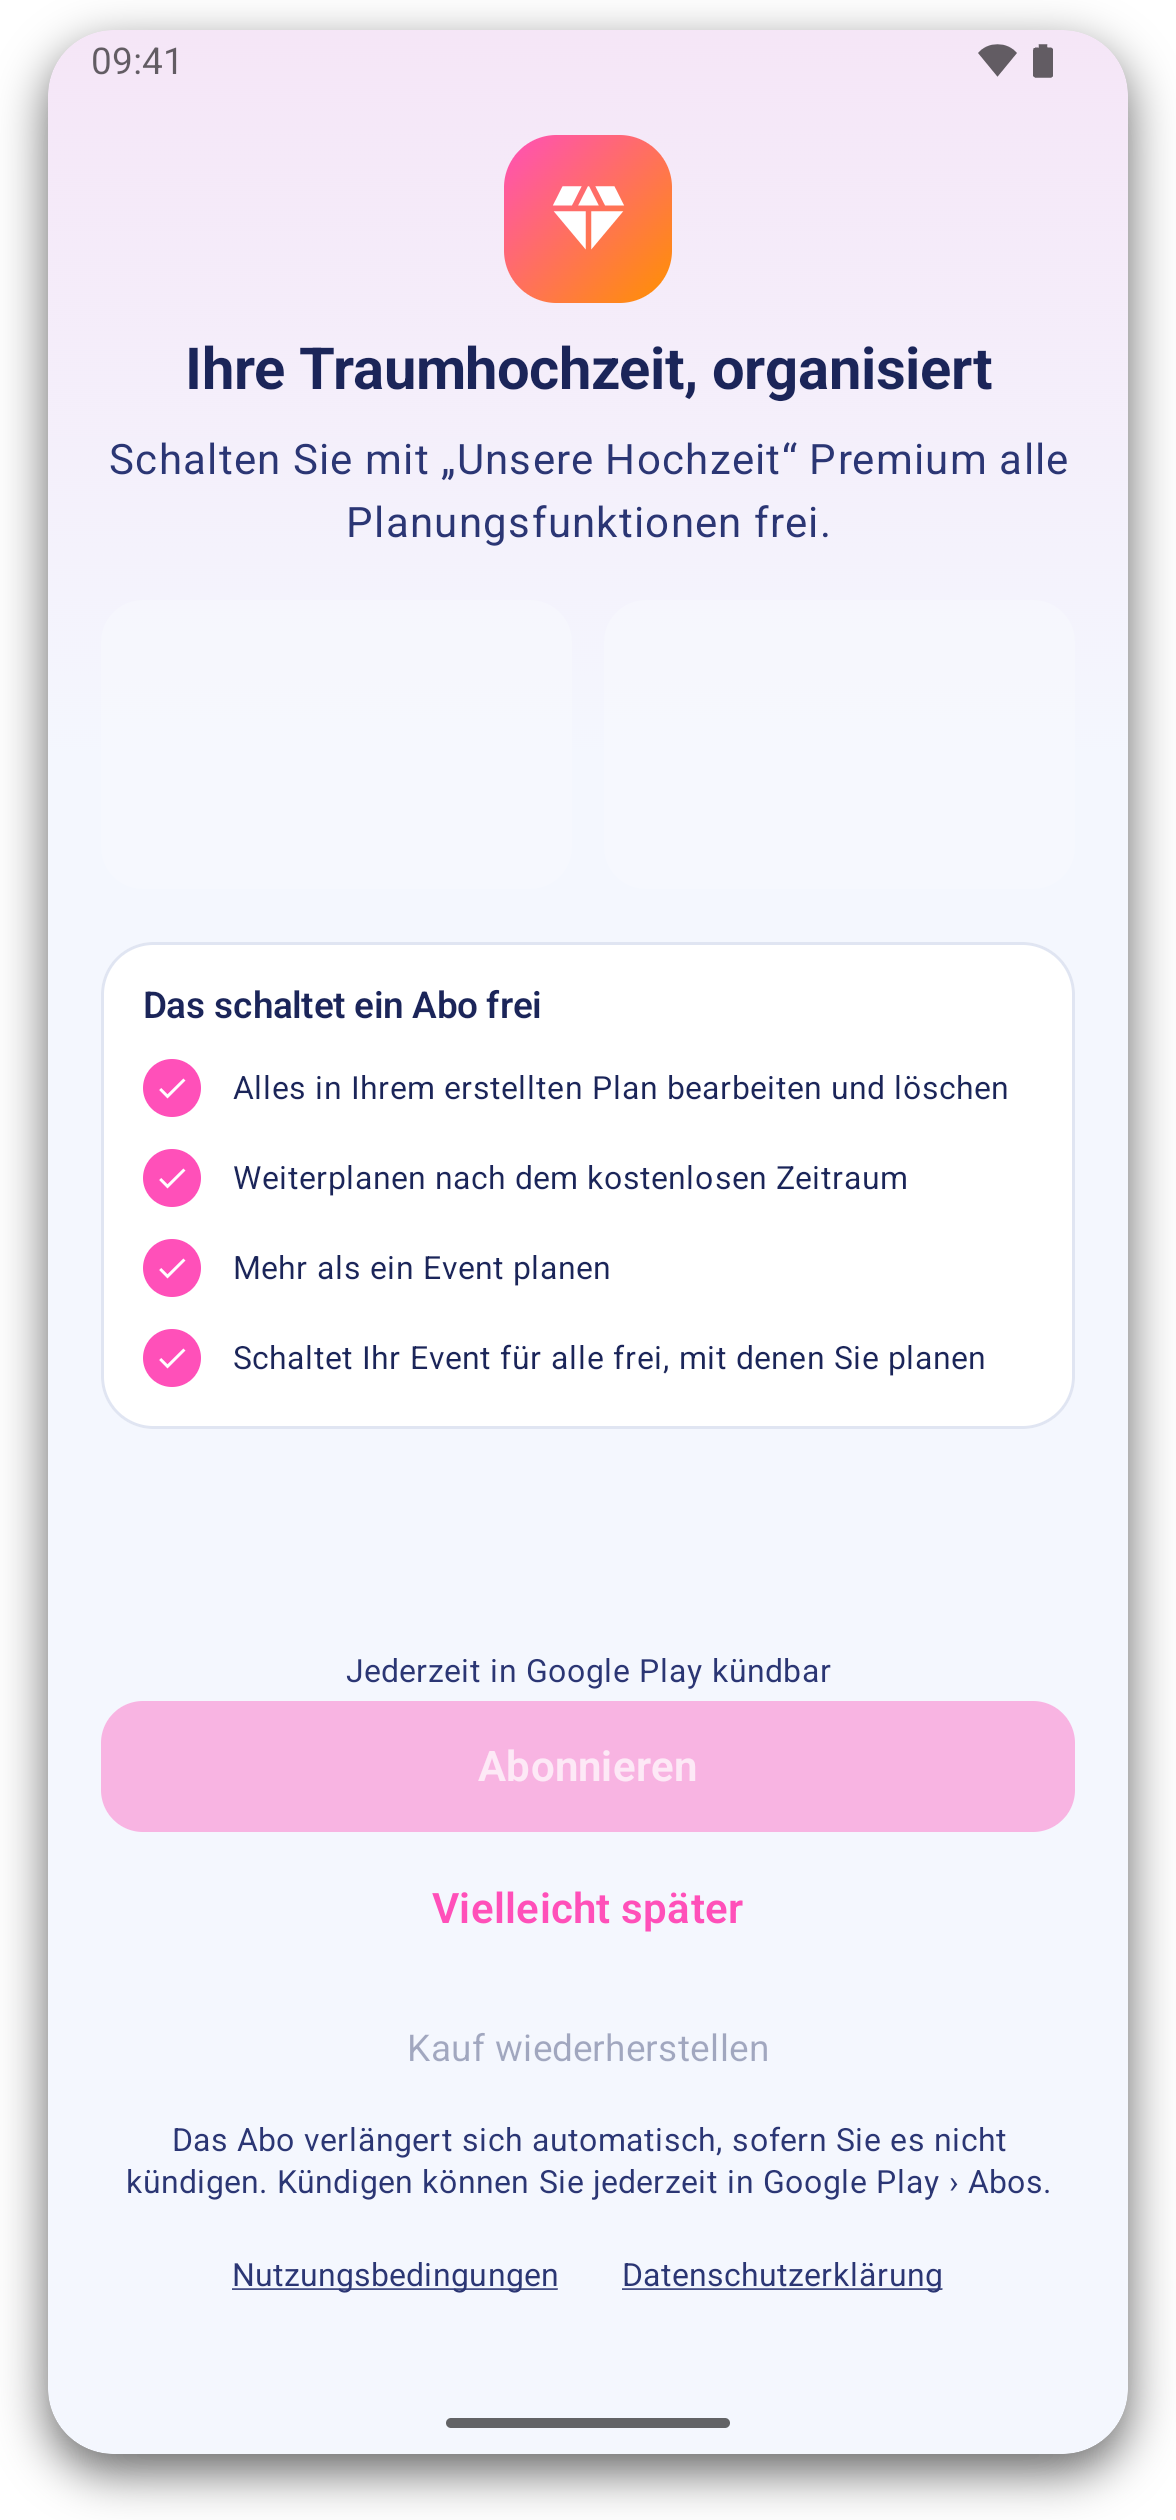 09:41
Ihre Traumhochzeit, organisiert
Schalten Sie mit „Unsere Hochzeit“ Premium alle
Planungsfunktionen frei.
Das schaltet ein Abo frei
Alles in Ihrem erstellten Plan bearbeiten und löschen
Weiterplanen nach dem kostenlosen Zeitraum
Mehr als ein Event planen
Schaltet Ihr Event für alle frei, mit denen Sie planen
Jederzeit in Google Play kündbar
Abonnieren
Vielleicht später
Kauf wiederherstellen
Das Abo verlängert sich automatisch, sofern Sie es nicht
kündigen. Kündigen können Sie jederzeit in Google Play › Abos.
Nutzungsbedingungen Datenschutzerklärung